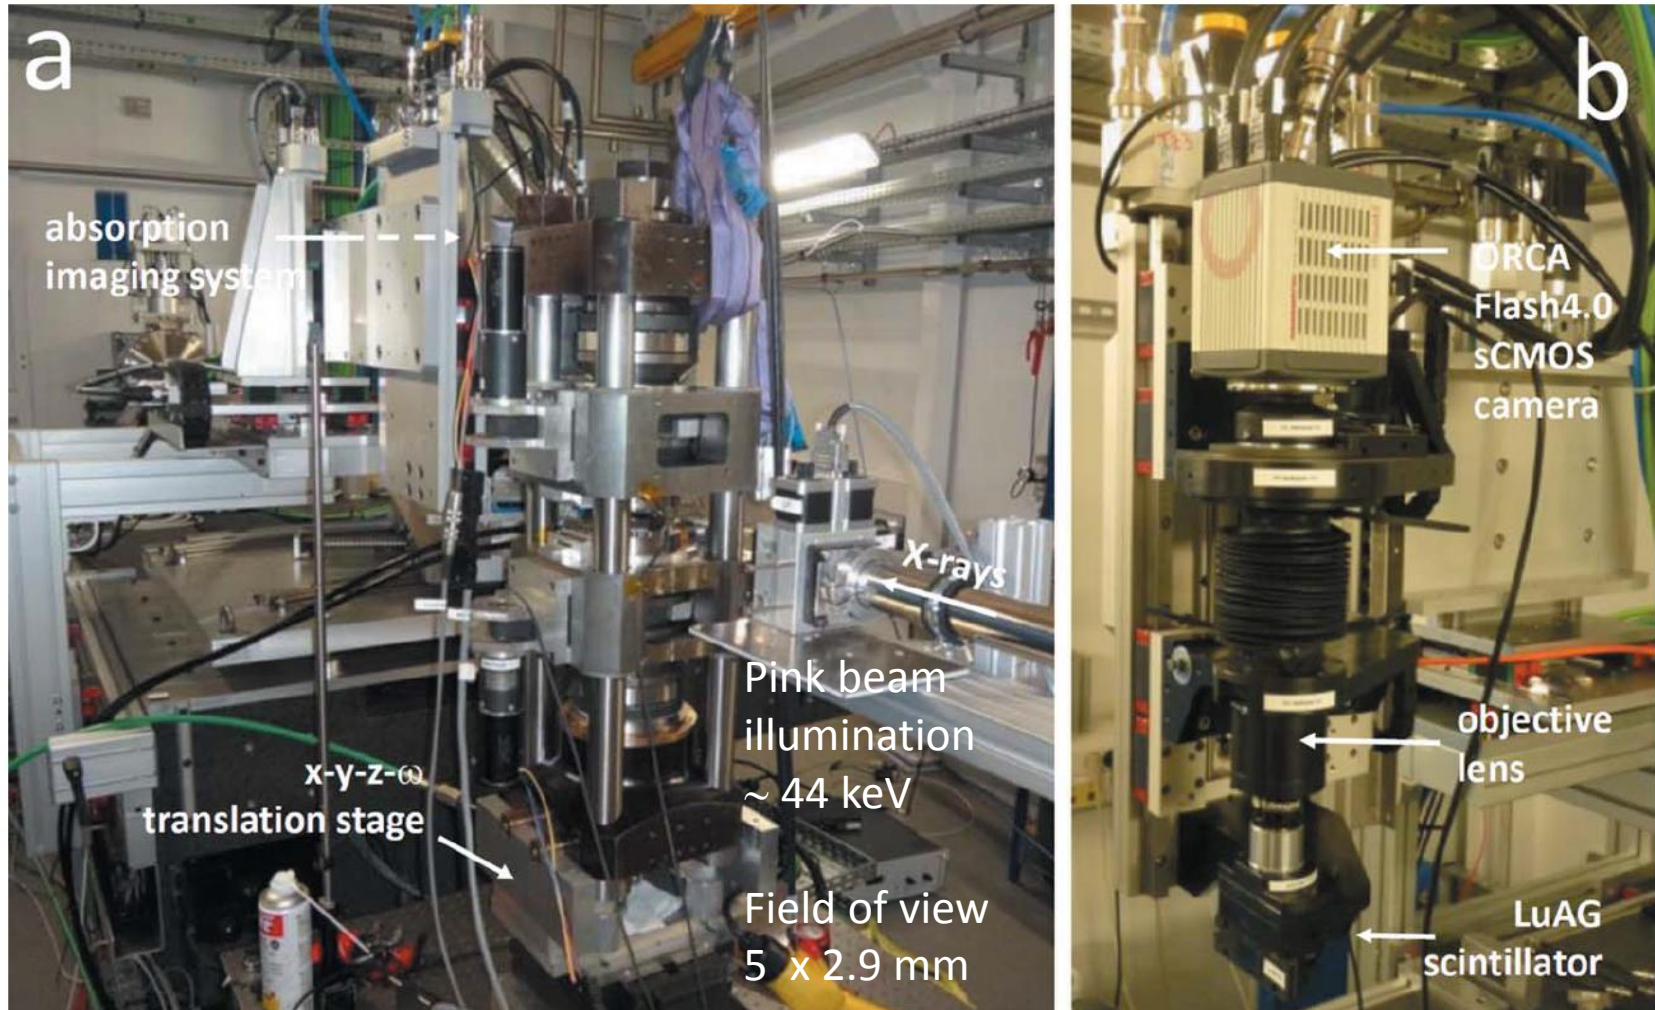 a
absorption
imaging system
X-rays
Pink beam
illumination
~ 44 keV
x-y-z-ω
translation stage
Field of view
5 x 2.9 mm
b
ORCA
Flash4.0
sCMOS
camera
objective
lens
LuAG
scintillator